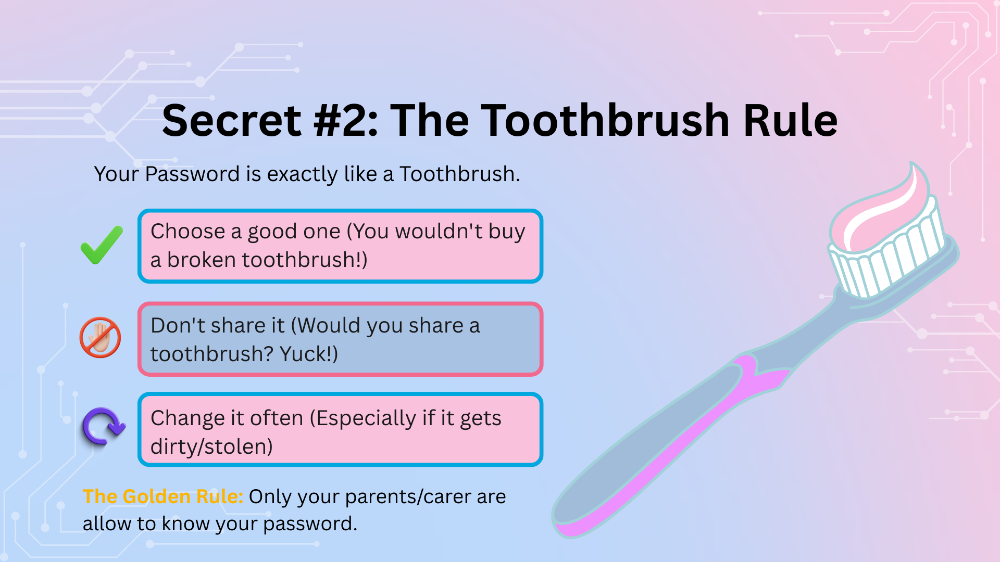 Secret #2: The Toothbrush Rule
Your Password is exactly like a Toothbrush.
Choose a good one (You wouldn't buy
a broken toothbrush!)
Don't share it (Would you share a
toothbrush? Yuck!)
Change it often (Especially if it gets
dirty/stolen)
The Golden Rule: Only your parents/carer are
allow to know your password.